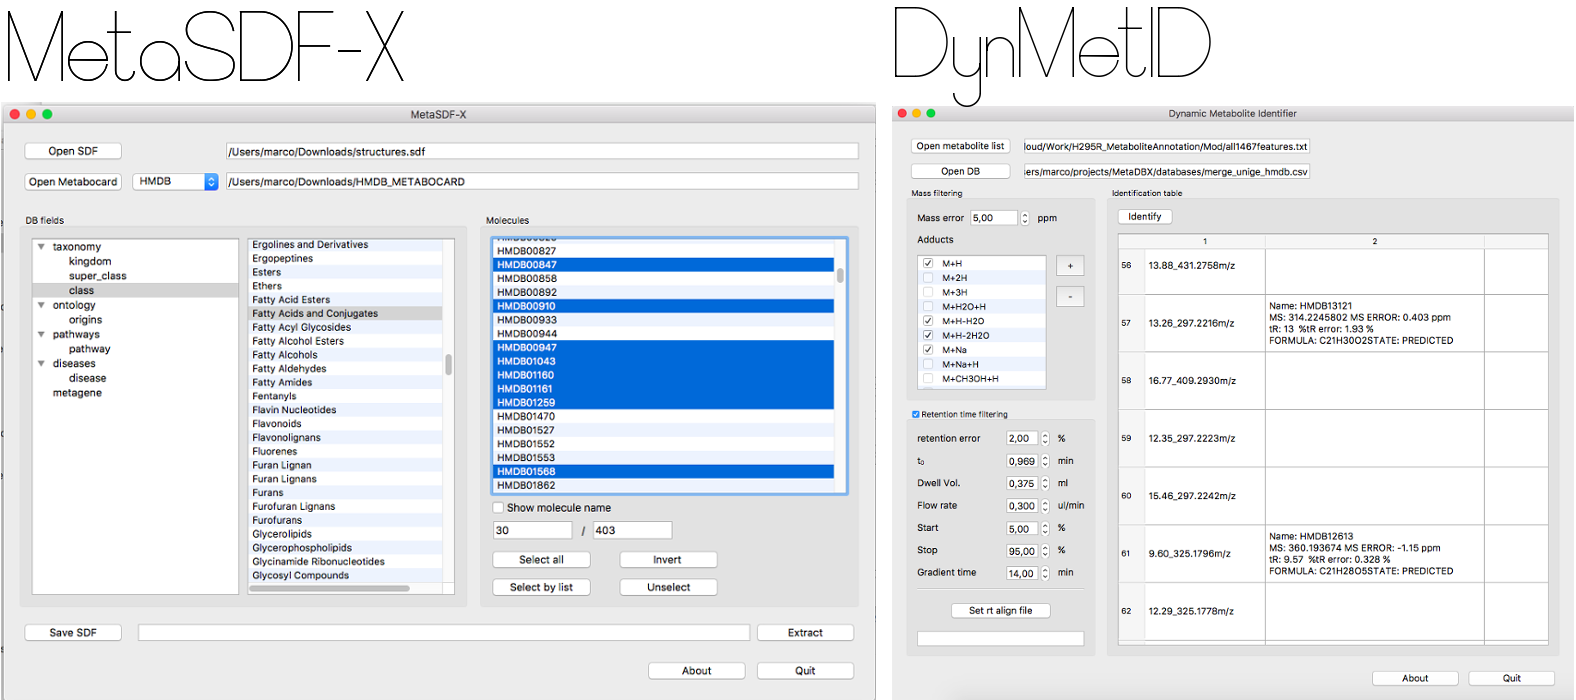 MetaSDF-X
DynMetID
MetaSDF-X
Open SDF
/Users/marco/Downloads/structures.sdf
Open Metabocard
HMDB
/Users/marco/Downloads/HMDB_METABOCARD
DB fields
taxonomy
kingdom
super_class
class
ontology
origins
pathways
pathway
diseases
disease
metagene
Ergolines and Derivatives
Ergopeptines
Esters
Ethers
Fatty Acid Esters
Fatty Acids and Conjugates
Fatty Acyl Glycosides
Fatty Alcohol Esters
Fatty Alcohols
Fatty Aldehydes
Fatty Amides
Fentanyls
Flavin Nucleotides
Flavonoids
Flavonolignans
Fluorenes
Furan Lignan
Furan Lignans
Furans
Furofuran Lignans
Furofurans
Glycerolipids
Glycerophospholipids
Glycinamide Ribonucleotides
Glycosyl Compounds
Molecules
HMDB00827
HMDB00847
HMDB00858
HMDB00892
HMDB00910
HMDB00933
HMDB00944
HMDB00947
HMDB01043
HMDB01160
HMDB01161
HMDB01259
HMDB01470
HMDB01527
HMDB01552
HMDB01553
HMDB01568
HMDB01862
Show molecule name
30 / 403
Select all
Invert
Select by list
Unselect
Save SDF
Extract
About
Quit
Dynamic Metabolite Identifier
Open metabolite list
loud/Work/H295R_MetaboliteAnnotation/Mod/all1467features.txt
Open DB
sers/marco/projects/MetaDBX/databases/merge_unige_hmdb.csv
Mass filtering
Mass error 5,00 ppm
Adducts
M+H
M+2H
M+3H
M+H2O+H
M+H-H2O
M+H-2H2O
M+Na
M+Na+H
M+CH3OH+H
+
-
Retention time filtering
retention error 2,00 %
t₀ 0,969 min
Dwell Vol. 0,375 ml
Flow rate 0,300 ul/min
Start 5,00 %
Stop 95,00 %
Gradient time 14,00 min
Set rt align file
Identification table
Identify
1 2
56 13.88_431.2758m/z
57 13.26_297.2216m/z
Name: HMDB13121
MS: 314.2245802 MS ERROR: 0.403 ppm
tR: 13 %tR error: 1.93 %
FORMULA: C21H30O2STATE: PREDICTED
58 16.77_409.2930m/z
59 12.35_297.2223m/z
60 15.46_297.2242m/z
61 9.60_325.1796m/z
Name: HMDB12613
MS: 360.193674 MS ERROR: -1.15 ppm
tR: 9.57 %tR error: 0.328 %
FORMULA: C21H28O5STATE: PREDICTED
62 12.29_325.1778m/z
About
Quit